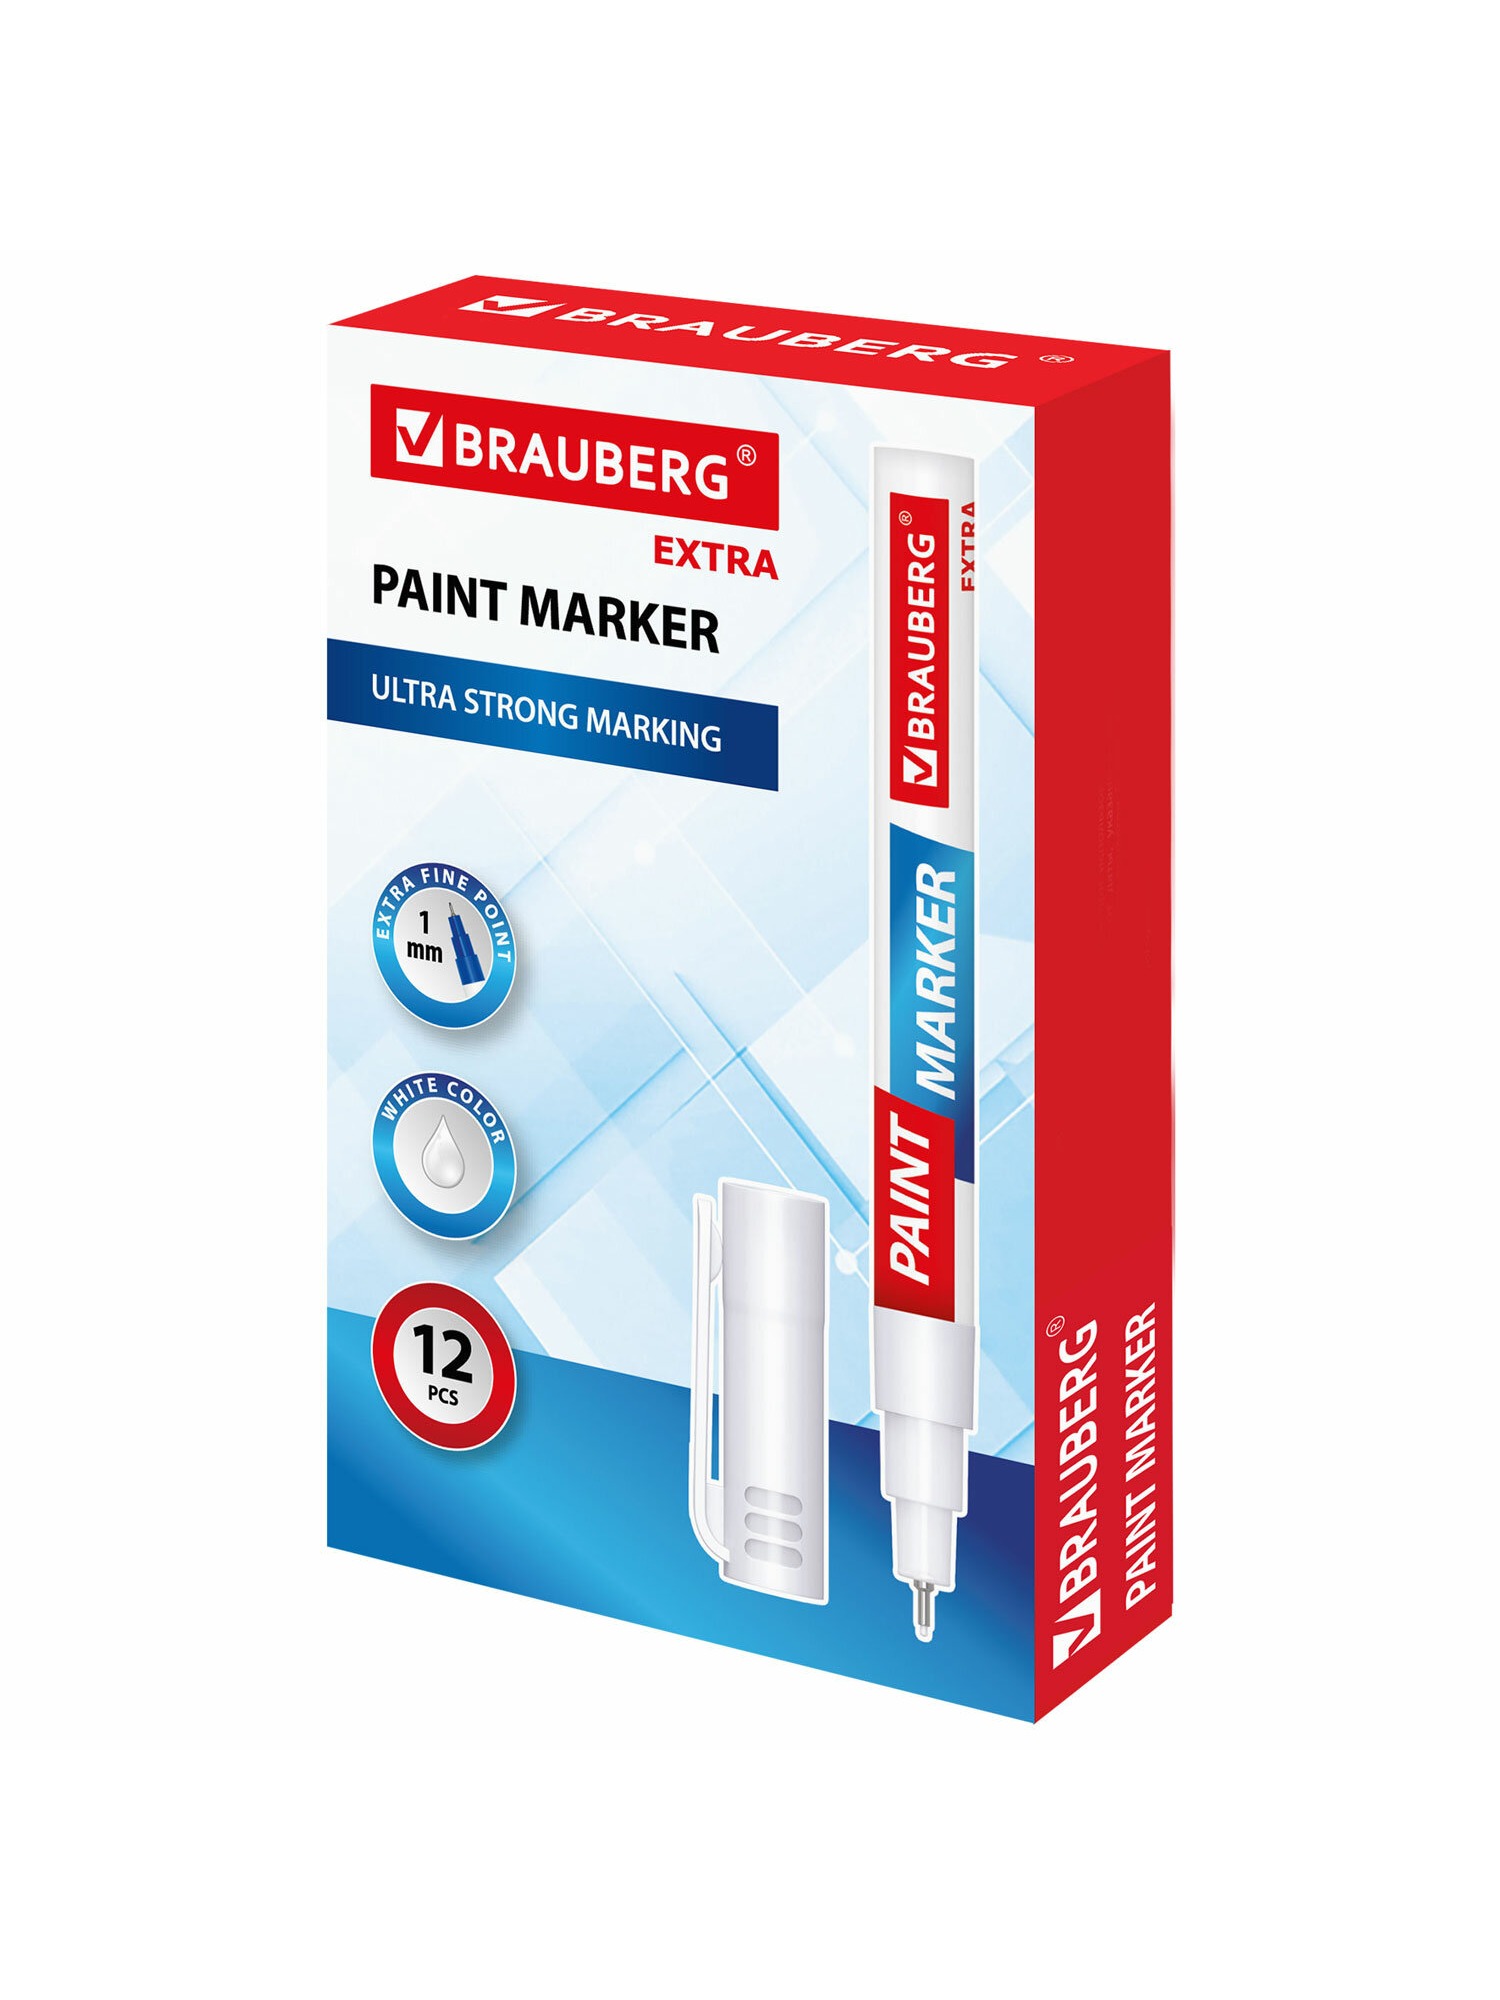 BRAUBERG ®
BRAUBERG®
EXTRA
PAINT MARKER
ULTRA STRONG MARKING
EXTRA FINE POINT
1
mm
WHITE COLOR
12
PCS
BRAUBERG®
EXTRA
PAINT MARKER
BRAUBERG®
PAINT MARKER